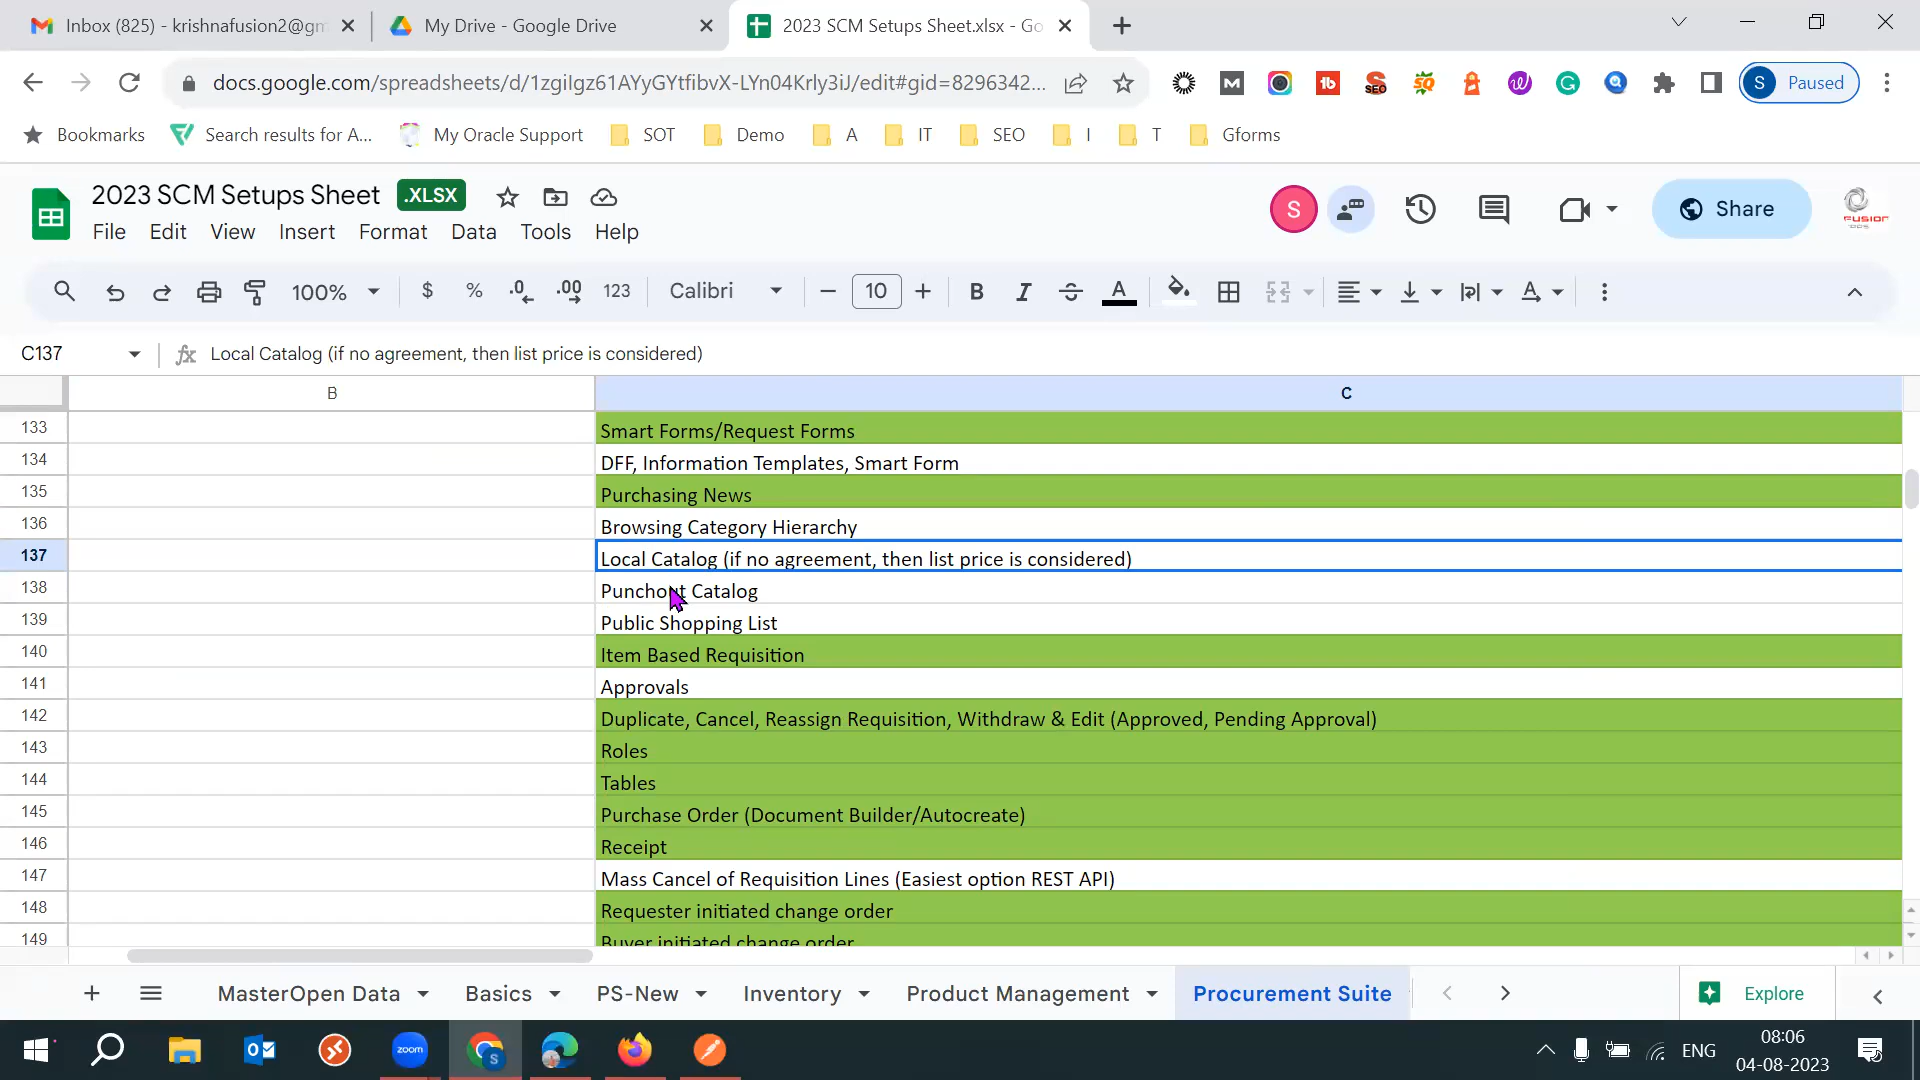 Inbox (825) - krishnafusion2@gm
My Drive - Google Drive
2023 SCM Setups Sheet.xlsx - Go
docs.google.com/spreadsheets/d/1zgiIgz61AYyGYtfibvX-LYn04Krly3iJ/edit#gid=8296342...
S Paused
Bookmarks
Search results for A...
My Oracle Support
SOT
Demo
A
IT
SEO
I
T
Gforms
2023 SCM Setups Sheet .XLSX
S
Share
File Edit View Insert Format Data Tools Help
100% $ % .0 .00 123 Calibri 10 B I A
C137 fx Local Catalog (if no agreement, then list price is considered)
B C
133 Smart Forms/Request Forms
134 DFF, Information Templates, Smart Form
135 Purchasing News
136 Browsing Category Hierarchy
137 Local Catalog (if no agreement, then list price is considered)
138 Punchout Catalog
139 Public Shopping List
140 Item Based Requisition
141 Approvals
142 Duplicate, Cancel, Reassign Requisition, Withdraw & Edit (Approved, Pending Approval)
143 Roles
144 Tables
145 Purchase Order (Document Builder/Autocreate)
146 Receipt
147 Mass Cancel of Requisition Lines (Easiest option REST API)
148 Requester initiated change order
149 Buyer initiated change order
MasterOpen Data Basics PS-New Inventory Product Management Procurement Suite Explore
zoom
ENG
08:06
04-08-2023